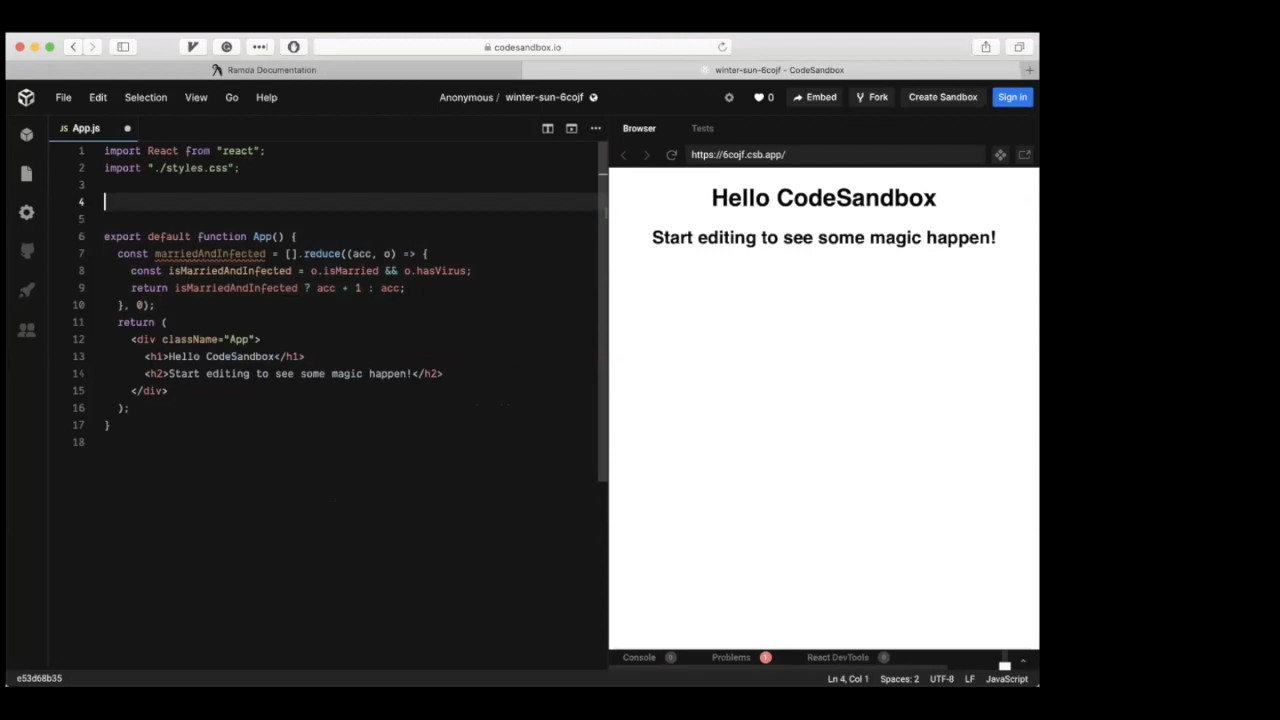 codesandbox.io
Ramda Documentation
winter-sun-6cojf - CodeSandbox
File Edit Selection View Go Help
Anonymous / winter-sun-6cojf
0 Embed Fork Create Sandbox Sign in
JS App.js
Browser Tests
https://6cojf.csb.app/
1 import React from "react";
2 import "./styles.css";
3
4
5
6 export default function App() {
7 const marriedAndInfected = [].reduce((acc, o) => {
8 const isMarriedAndInfected = o.isMarried && o.hasVirus;
9 return isMarriedAndInfected ? acc + 1 : acc;
10 }, 0);
11 return (
12 <div className="App">
13 <h1>Hello CodeSandbox</h1>
14 <h2>Start editing to see some magic happen!</h2>
15 </div>
16 );
17 }
18
Hello CodeSandbox
Start editing to see some magic happen!
Console 0 Problems 1 React DevTools 0
e53d68b35
Ln 4, Col 1 Spaces: 2 UTF-8 LF JavaScript